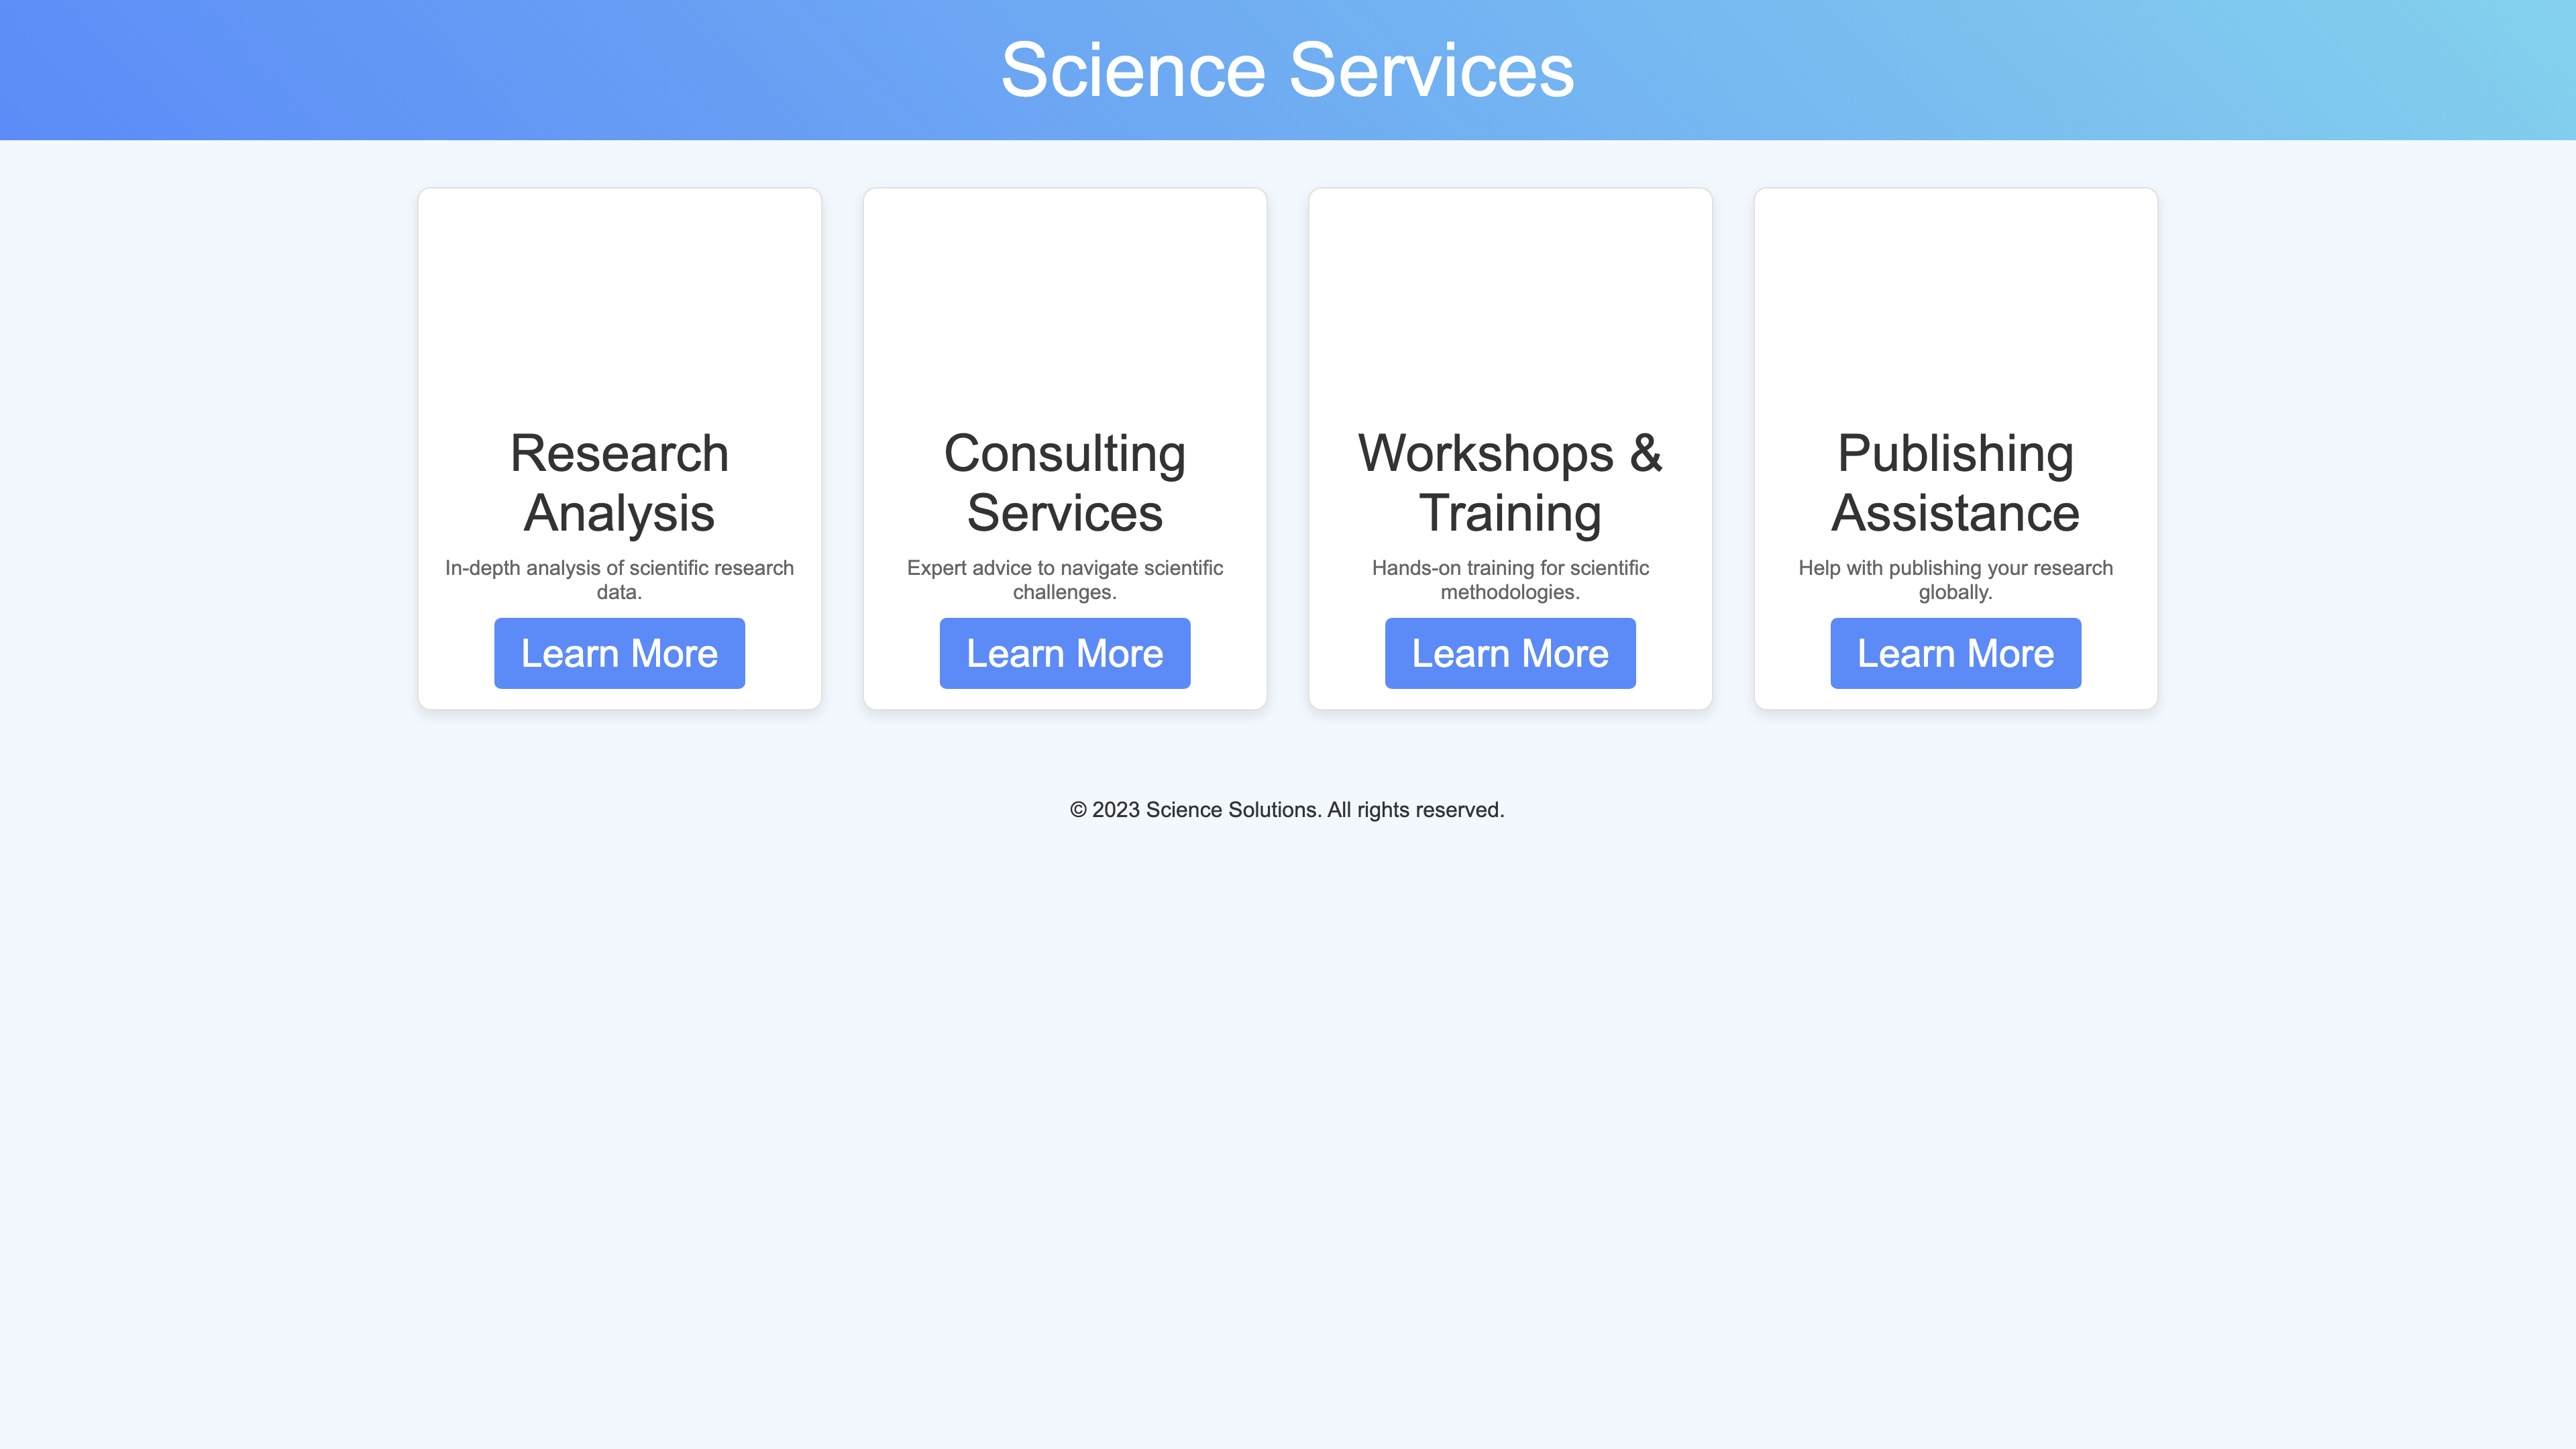 Science Services
Research
Analysis
In-depth analysis of scientific research
data.
Learn More
Consulting
Services
Expert advice to navigate scientific
challenges.
Learn More
Workshops &
Training
Hands-on training for scientific
methodologies.
Learn More
Publishing
Assistance
Help with publishing your research
globally.
Learn More
© 2023 Science Solutions. All rights reserved.